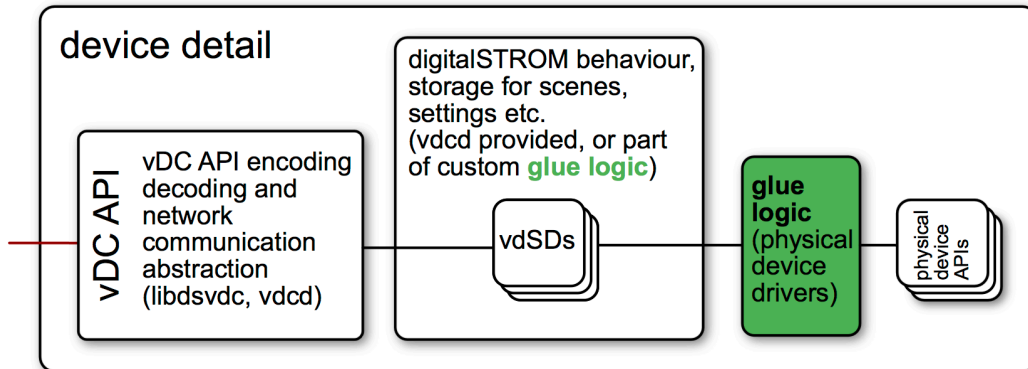 device detail
vDC API
vDC API encoding
decoding and
network
communication
abstraction
(libdsvdc, vdcd)
digitalSTROM behaviour,
storage for scenes,
settings etc.
(vdcd provided, or part
of custom glue logic)
vdSDs
glue
logic
(physical
device
drivers)
physical
device
APIs